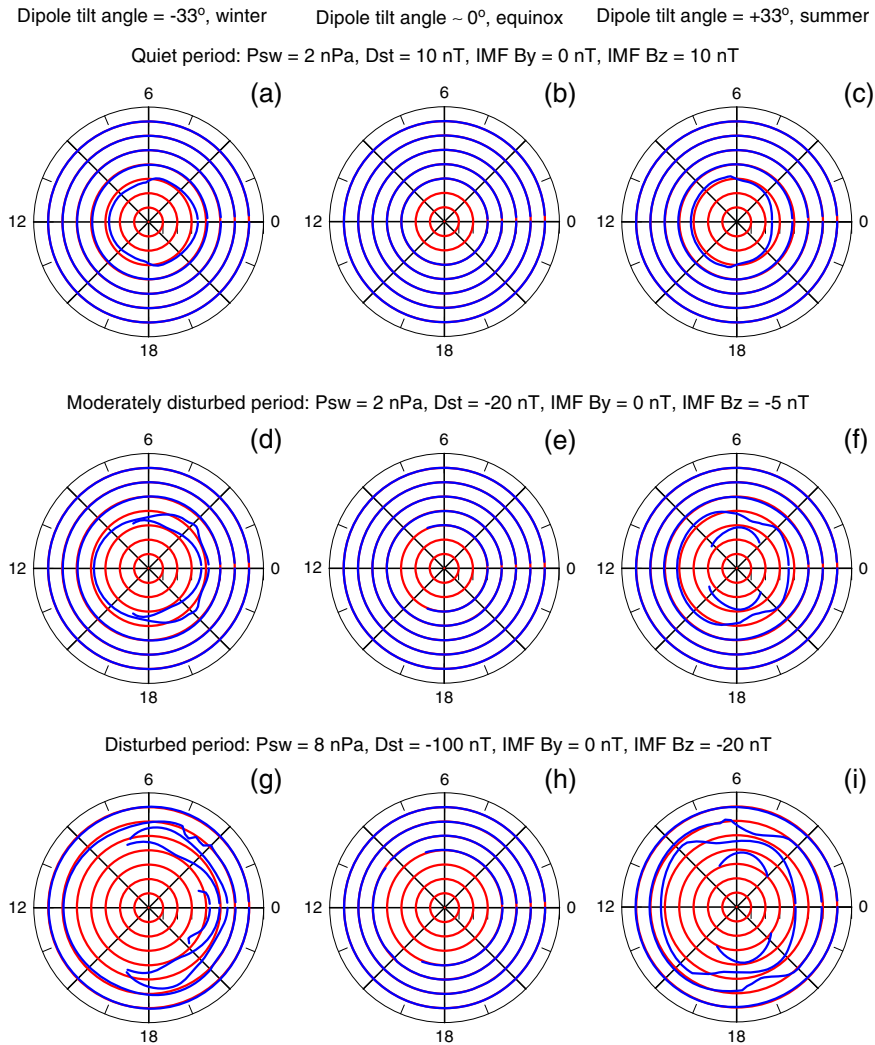 Dipole tilt angle = -33º, winter
Dipole tilt angle ~ 0º, equinox
Dipole tilt angle = +33º, summer
Quiet period: Psw = 2 nPa, Dst = 10 nT, IMF By = 0 nT, IMF Bz = 10 nT
(a)
(b)
(c)
6
6
6
12
0
12
0
12
0
18
18
18
Moderately disturbed period: Psw = 2 nPa, Dst = -20 nT, IMF By = 0 nT, IMF Bz = -5 nT
(d)
(e)
(f)
6
6
6
12
0
12
0
12
0
18
18
18
Disturbed period: Psw = 8 nPa, Dst = -100 nT, IMF By = 0 nT, IMF Bz = -20 nT
(g)
(h)
(i)
6
6
6
12
0
12
0
12
0
18
18
18